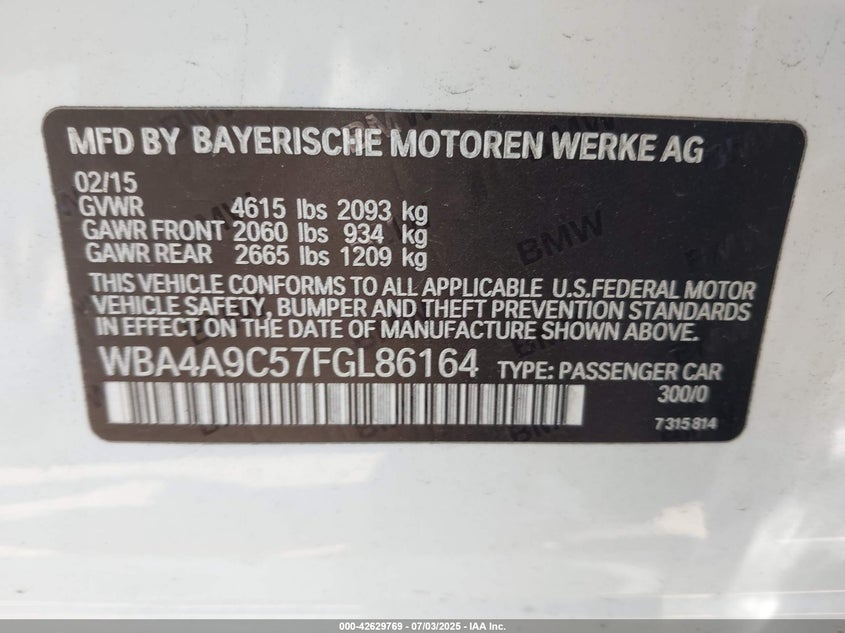 MFD BY BAYERISCHE MOTOREN WERKE AG
02/15
GVWR 4615 lbs 2093 kg
GAWR FRONT 2060 lbs 934 kg
GAWR REAR 2665 lbs 1209 kg
THIS VEHICLE CONFORMS TO ALL APPLICABLE U.S.FEDERAL MOTOR
VEHICLE SAFETY, BUMPER AND THEFT PREVENTION STANDARDS
IN EFFECT ON THE DATE OF MANUFACTURE SHOWN ABOVE.
WBA4A9C57FGL86164 TYPE: PASSENGER CAR
300/0
7 315 814
BMW
000-42629769 - 07/03/2025 - IAA Inc.